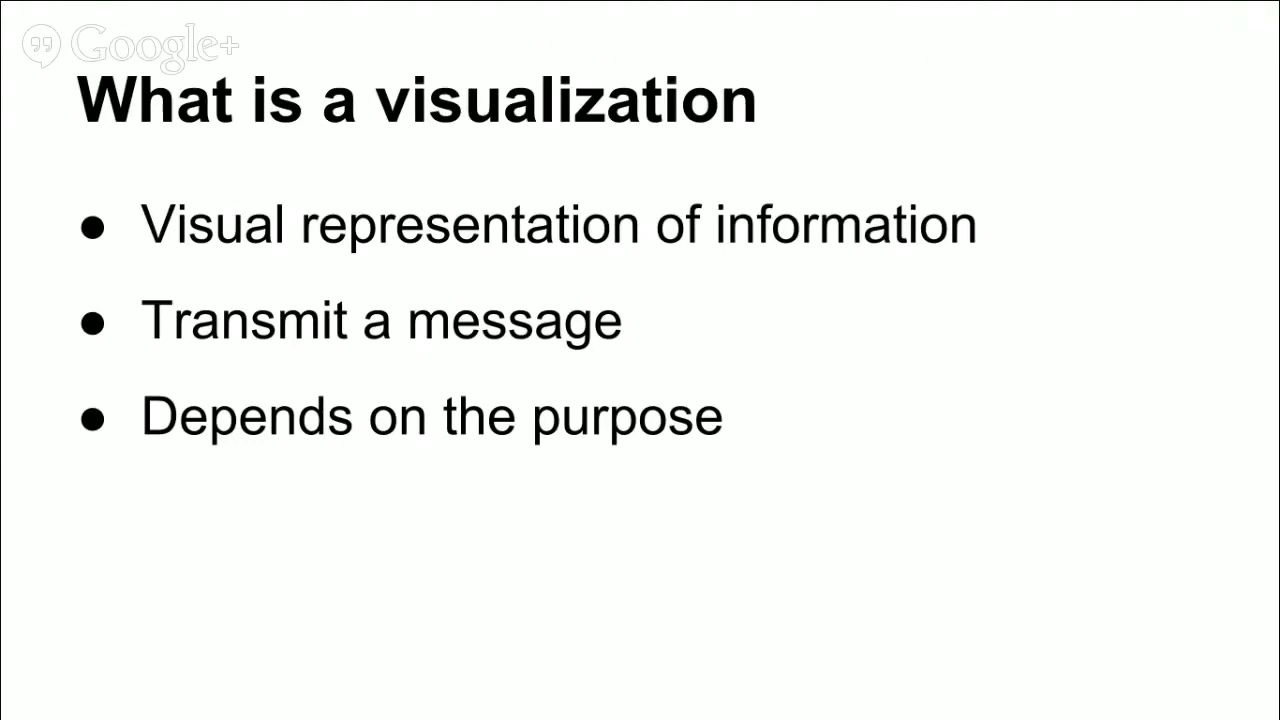 Google+
What is a visualization
● Visual representation of information
● Transmit a message
● Depends on the purpose